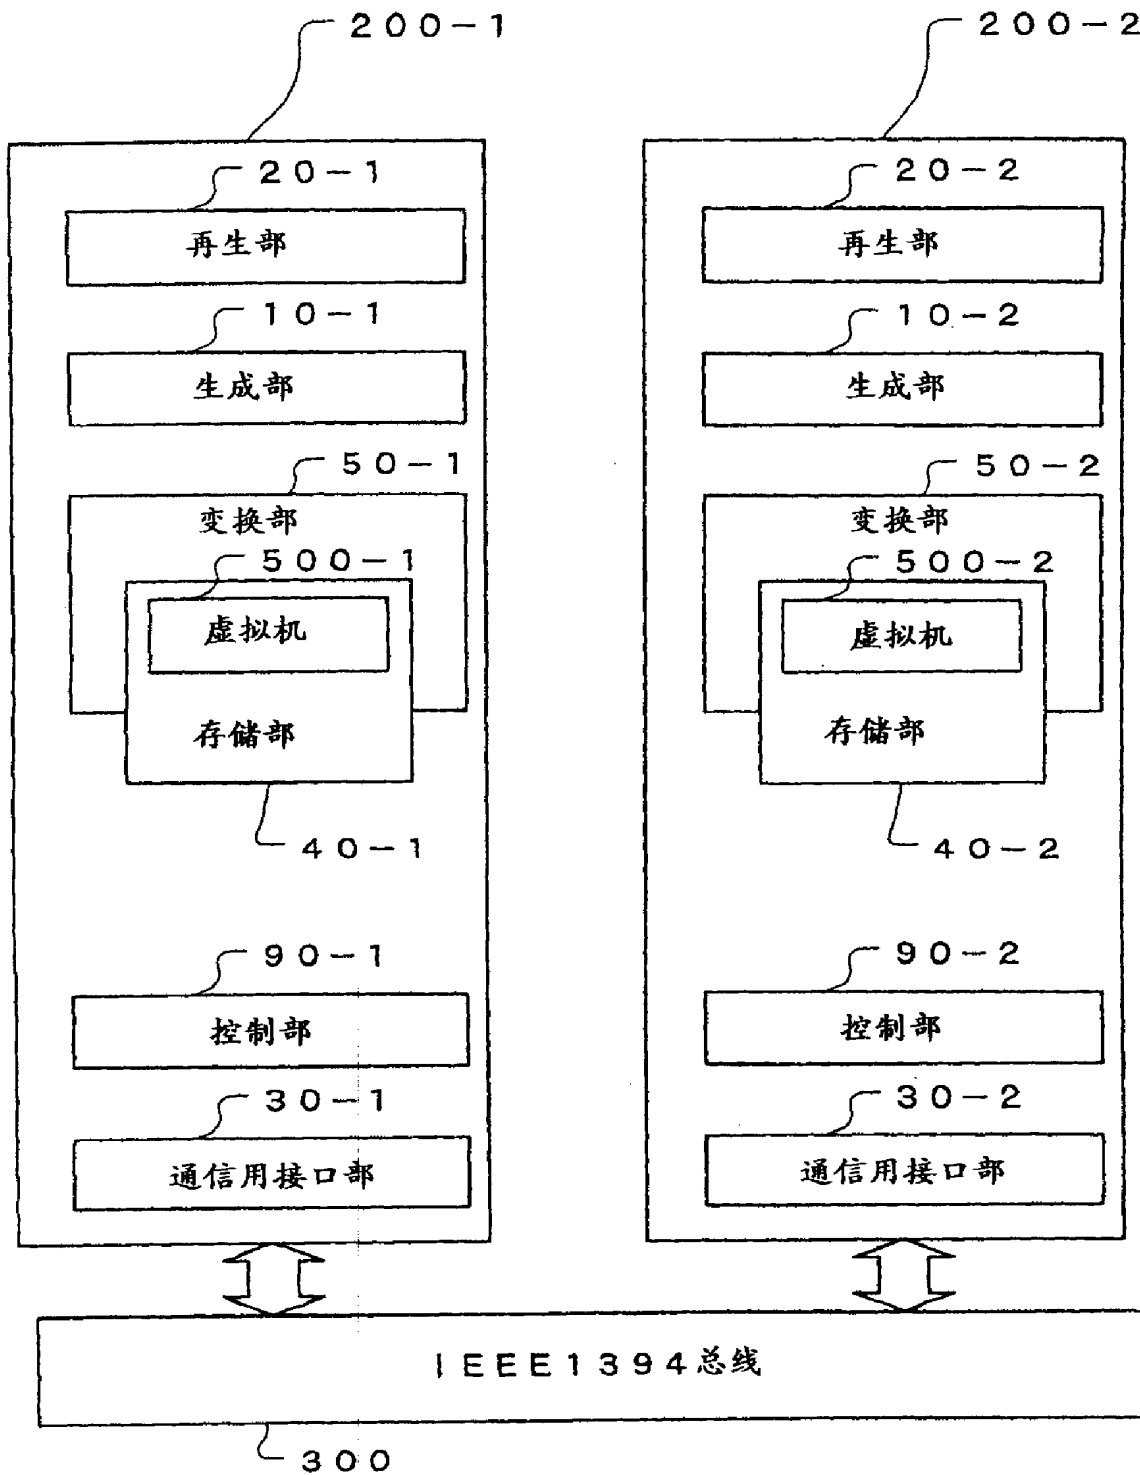 200-1
200-2
20-1
20-2
再生部
再生部
10-1
10-2
生成部
生成部
50-1
50-2
变换部
变换部
500-1
500-2
虚拟机
虚拟机
存储部
存储部
40-1
40-2
90-1
90-2
控制部
控制部
30-1
30-2
通信用接口部
通信用接口部
IEEE1394总线
300